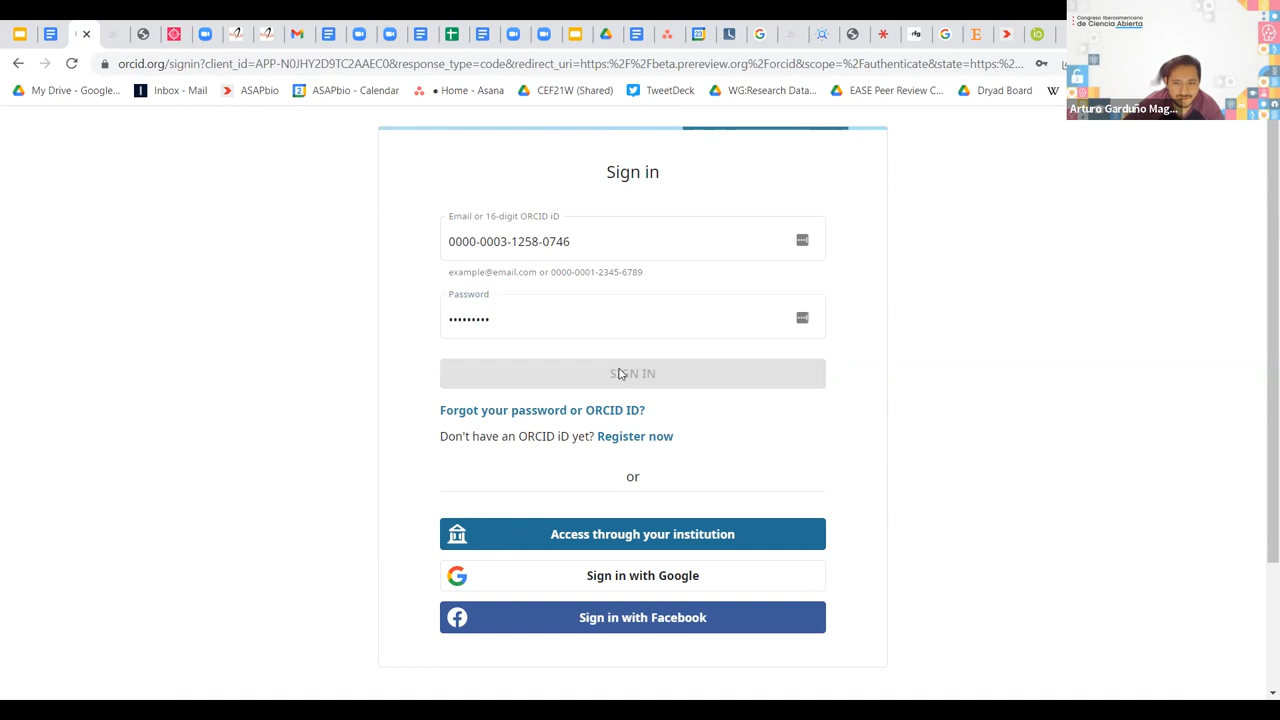 orcid.org/signin?client_id=APP-N0JHY2D9TC2AAEC8&response_type=code&redirect_uri=https:%2F%2Fbeta.prereview.org%2Forcid&scope=%2Fauthenticate&state=https:%2...
My Drive - Google...
Inbox - Mail
ASAPbio
ASAPbio - Calendar
• Home - Asana
CEF21W (Shared)
TweetDeck
WG:Research Data...
EASE Peer Review C...
Dryad Board
Congreso Iberoamericano
de Ciencia Abierta
Arturo Garduño Mag...
Sign in
Email or 16-digit ORCID iD
0000-0003-1258-0746
example@email.com or 0000-0001-2345-6789
Password
•••••••••
SIGN IN
Forgot your password or ORCID ID?
Don't have an ORCID iD yet? Register now
or
Access through your institution
Sign in with Google
Sign in with Facebook